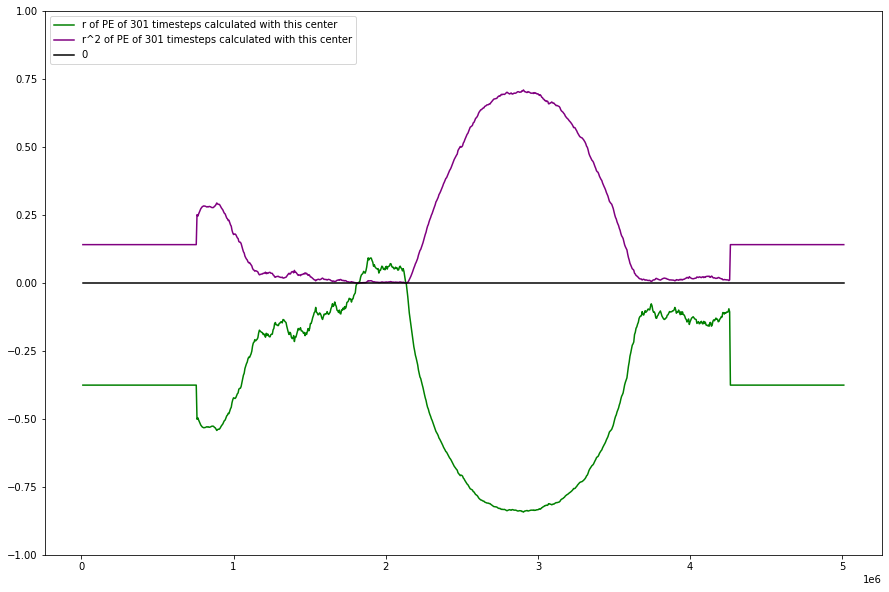 1.00
r of PE of 301 timesteps calculated with this center
r^2 of PE of 301 timesteps calculated with this center
0
0.75
0.50
0.25
0.00
−0.25
−0.50
−0.75
−1.00
0 1 2 3 4 5
1e6